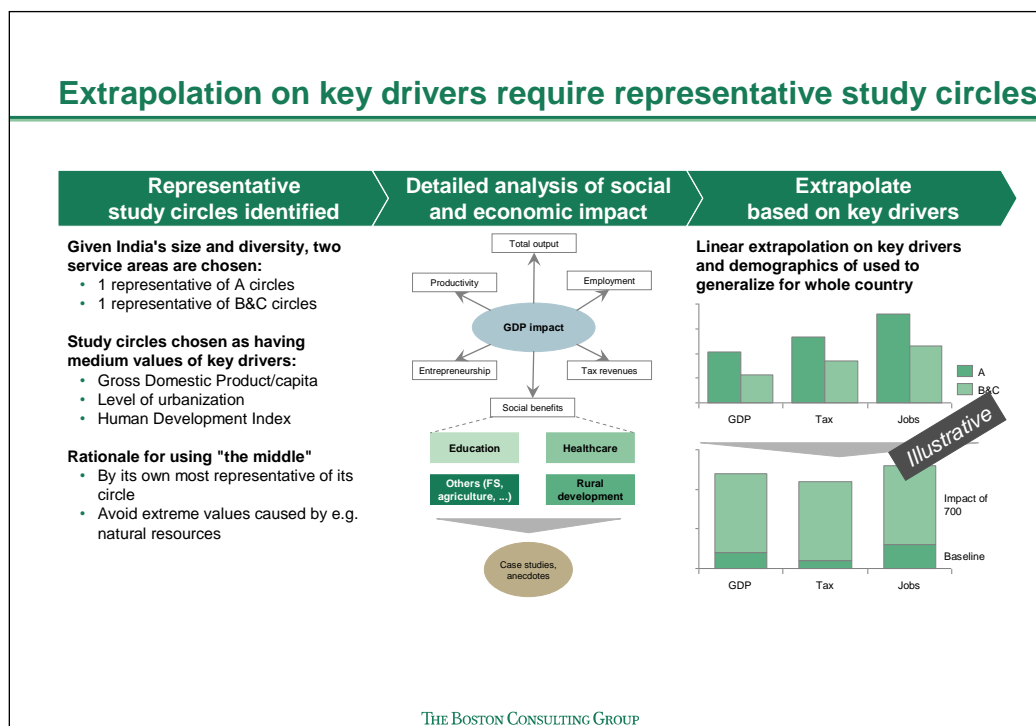 Extrapolation on key drivers require representative study circles
Representative
study circles identified
Detailed analysis of social
and economic impact
Extrapolate
based on key drivers
Given India's size and diversity, two
service areas are chosen:
• 1 representative of A circles
• 1 representative of B&C circles
Study circles chosen as having
medium values of key drivers:
• Gross Domestic Product/capita
• Level of urbanization
• Human Development Index
Rationale for using "the middle"
• By its own most representative of its
circle
• Avoid extreme values caused by e.g.
natural resources
Total output
Productivity
Employment
GDP impact
Entrepreneurship
Tax revenues
Social benefits
Education
Healthcare
Others (FS,
agriculture, ...)
Rural
development
Case studies,
anecdotes
Linear extrapolation on key drivers
and demographics of used to
generalize for whole country
A
B&C
GDP
Tax
Jobs
Illustrative
Impact of
700
Baseline
GDP
Tax
Jobs
THE BOSTON CONSULTING GROUP